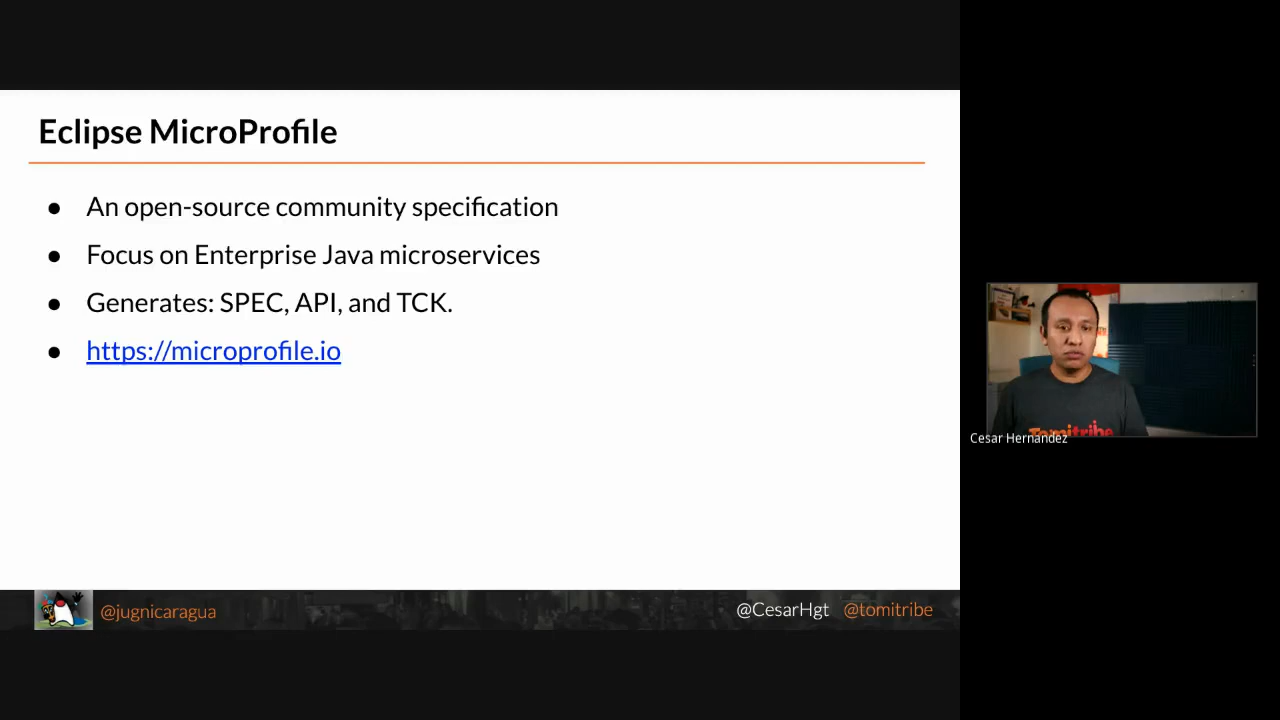 Eclipse MicroProfile
● An open-source community specification
● Focus on Enterprise Java microservices
● Generates: SPEC, API, and TCK.
● https://microprofile.io
Tomitribe
Cesar Hernandez
@jugnicaragua
@CesarHgt @tomitribe